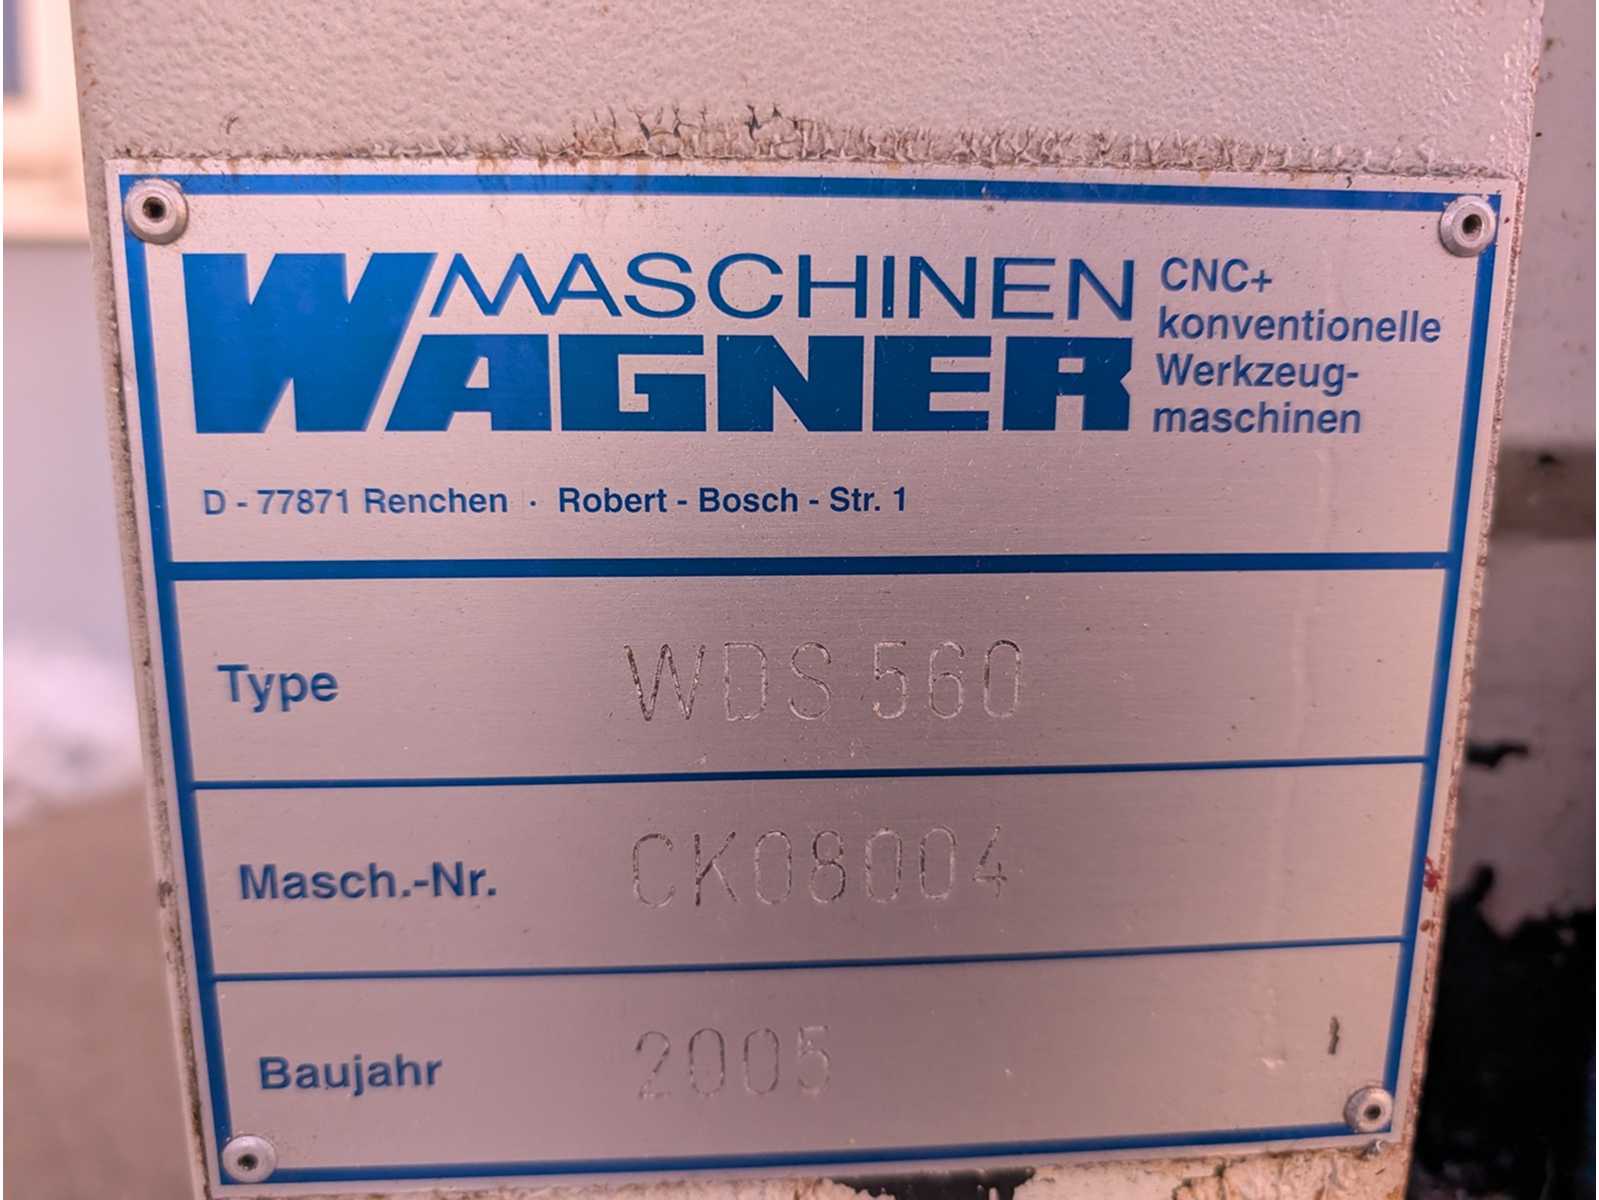 MASCHINEN
WAGNER
CNC+
konventionelle
Werkzeug-
maschinen
D - 77871 Renchen · Robert - Bosch - Str. 1
Type WDS 560
Masch.-Nr. CK08004
Baujahr 2005